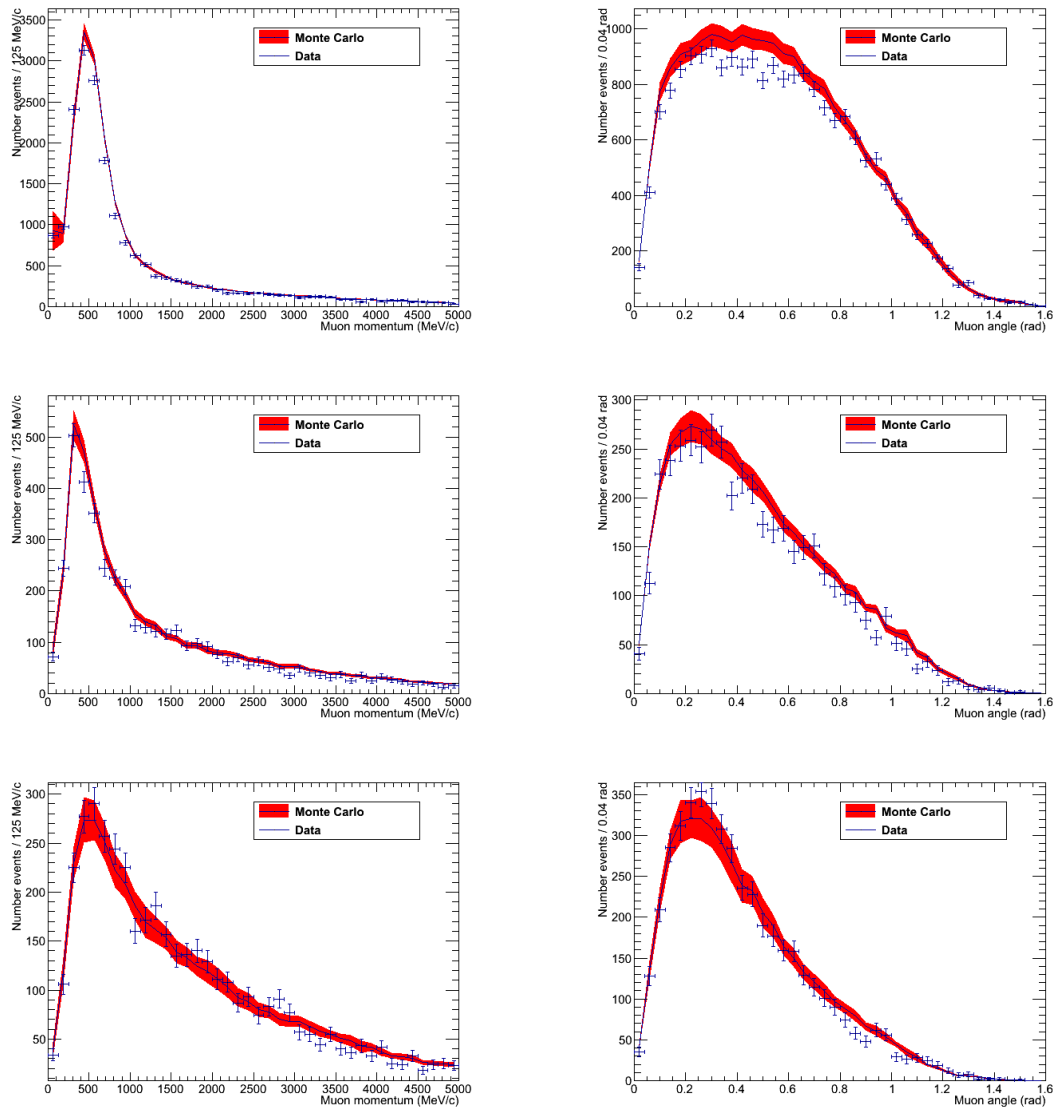 Number events / 125 MeV/c
3500
3000
2500
2000
1500
1000
500
0
Monte Carlo
Data
0 500 1000 1500 2000 2500 3000 3500 4000 4500 5000
Muon momentum (MeV/c)
Number events / 0.04 rad
1000
800
600
400
200
0
Monte Carlo
Data
0 0.2 0.4 0.6 0.8 1 1.2 1.4 1.6
Muon angle (rad)
Number events / 125 MeV/c
500
400
300
200
100
0
Monte Carlo
Data
0 500 1000 1500 2000 2500 3000 3500 4000 4500 5000
Muon momentum (MeV/c)
Number events / 0.04 rad
300
250
200
150
100
50
0
Monte Carlo
Data
0 0.2 0.4 0.6 0.8 1 1.2 1.4 1.6
Muon angle (rad)
Number events / 125 MeV/c
300
250
200
150
100
50
0
Monte Carlo
Data
0 500 1000 1500 2000 2500 3000 3500 4000 4500 5000
Muon momentum (MeV/c)
Number events / 0.04 rad
350
300
250
200
150
100
50
0
Monte Carlo
Data
0 0.2 0.4 0.6 0.8 1 1.2 1.4 1.6
Muon angle (rad)